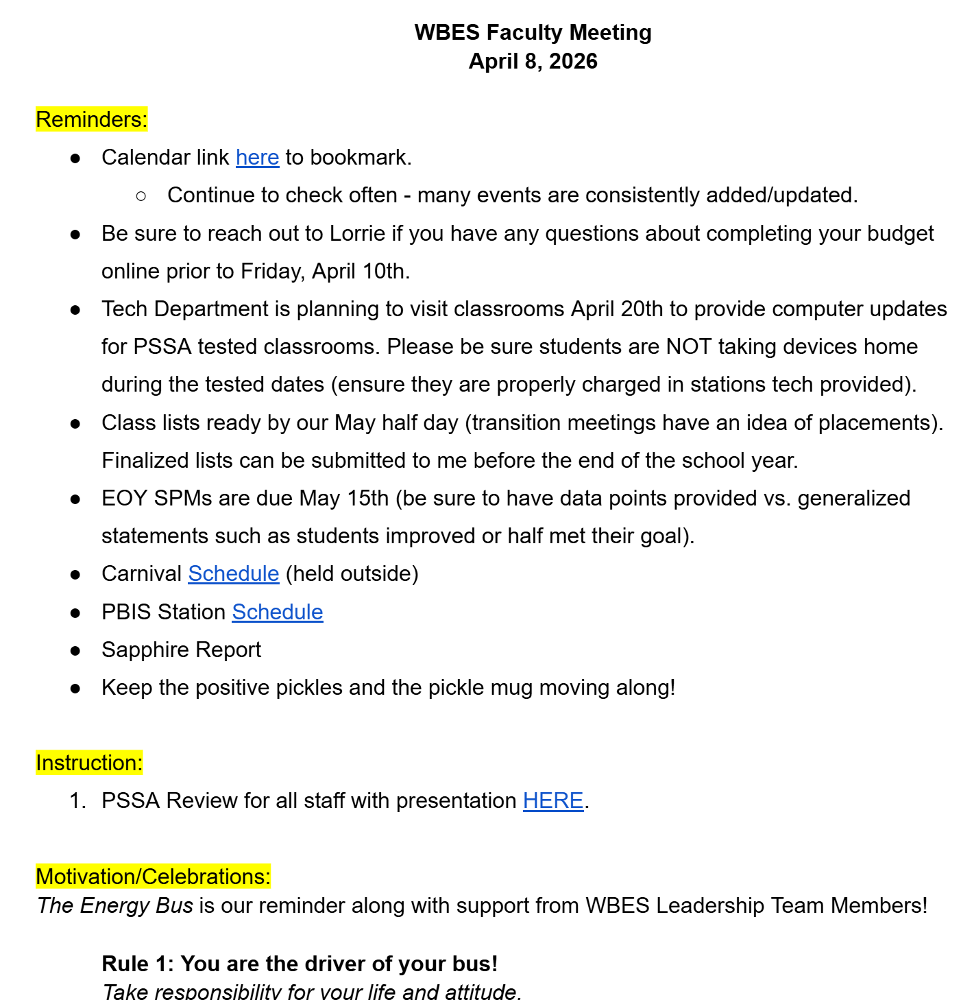 WBES Faculty Meeting
April 8, 2026
Reminders:
● Calendar link here to bookmark.
○ Continue to check often - many events are consistently added/updated.
● Be sure to reach out to Lorrie if you have any questions about completing your budget
online prior to Friday, April 10th.
● Tech Department is planning to visit classrooms April 20th to provide computer updates
for PSSA tested classrooms. Please be sure students are NOT taking devices home
during the tested dates (ensure they are properly charged in stations tech provided).
● Class lists ready by our May half day (transition meetings have an idea of placements).
Finalized lists can be submitted to me before the end of the school year.
● EOY SPMs are due May 15th (be sure to have data points provided vs. generalized
statements such as students improved or half met their goal).
● Carnival Schedule (held outside)
● PBIS Station Schedule
● Sapphire Report
● Keep the positive pickles and the pickle mug moving along!
Instruction:
1. PSSA Review for all staff with presentation HERE.
Motivation/Celebrations:
The Energy Bus is our reminder along with support from WBES Leadership Team Members!
Rule 1: You are the driver of your bus!
Take responsibility for your life and attitude.